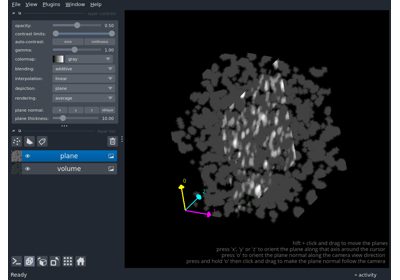 File View Plugins Window Help
opacity: 0.50
contrast limits:
auto-contrast: once continuous
gamma: 1.00
colormap: gray
blending: additive
interpolation: linear
depiction: plane
rendering: average
plane normal: x y z oblique
plane thickness: 10.00
plane
volume
0
shift + click and drag to move the planes
press 'x', 'y' or 'z' to orient the plane along that axis around the cursor
press 'o' to orient the plane normal along the camera view direction
press and hold 'o' then click and drag to make the plane normal follow the camera
Ready
activity